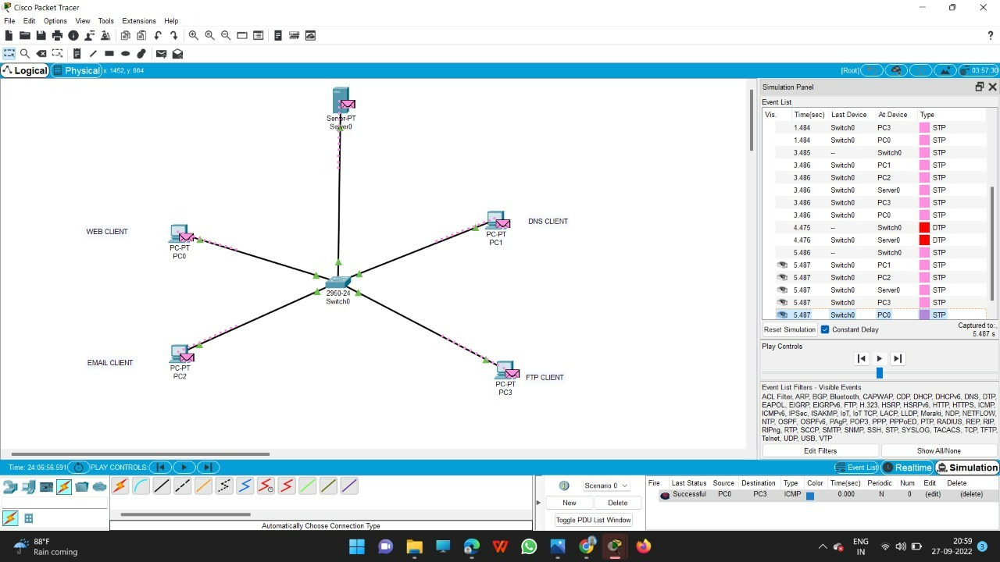 Cisco Packet Tracer
File Edit Options View Tools Extensions Help
?
Logical Physical x: 1452, y: 664 [Root] 03:57:30
Server-PT
Server0
WEB CLIENT
PC-PT
PC0
PC-PT
PC1
DNS CLIENT
2950-24
Switch0
EMAIL CLIENT
PC-PT
PC2
PC-PT
PC3
FTP CLIENT
Simulation Panel
Event List
Vis. Time(sec) Last Device At Device Type
1.484 Switch0 PC3 STP
1.484 Switch0 PC0 STP
3.485 -- Switch0 STP
3.486 Switch0 PC1 STP
3.486 Switch0 PC2 STP
3.486 Switch0 Server0 STP
3.486 Switch0 PC3 STP
3.486 Switch0 PC0 STP
4.475 -- Switch0 DTP
4.476 Switch0 Server0 DTP
5.486 -- Switch0 STP
5.487 Switch0 PC1 STP
5.487 Switch0 PC2 STP
5.487 Switch0 Server0 STP
5.487 Switch0 PC3 STP
5.487 Switch0 PC0 STP
Reset Simulation Constant Delay Captured to:
5.487 s
Play Controls
Event List Filters - Visible Events
ACL Filter, ARP, BGP, Bluetooth, CAPWAP, CDP, DHCP, DHCPv6, DNS, DTP,
EAPOL, EIGRP, EIGRPv6, FTP, H.323, HSRP, HSRPv6, HTTP, HTTPS, ICMP,
ICMPv6, IPSec, ISAKMP, IoT, IoT TCP, LACP, LLDP, Meraki, NDP, NETFLOW,
NTP, OSPF, OSPFv6, PAgP, POP3, PPP, PPPoED, PTP, RADIUS, REP, RIP,
RIPng, RTP, SCCP, SMTP, SNMP, SSH, STP, SYSLOG, TACACS, TCP, TFTP,
Telnet, UDP, USB, VTP
Edit Filters Show All/None
Time: 24:06:56.591 PLAY CONTROLS: Event List Realtime Simulation
Automatically Choose Connection Type
Scenario 0
New Delete
Toggle PDU List Window
Fire Last Status Source Destination Type Color Time(sec) Periodic Num Edit Delete
Successful PC0 PC3 ICMP 0.000 N 0 (edit) (delete)
88°F
Rain coming
ENG
IN
20:59
27-09-2022
3